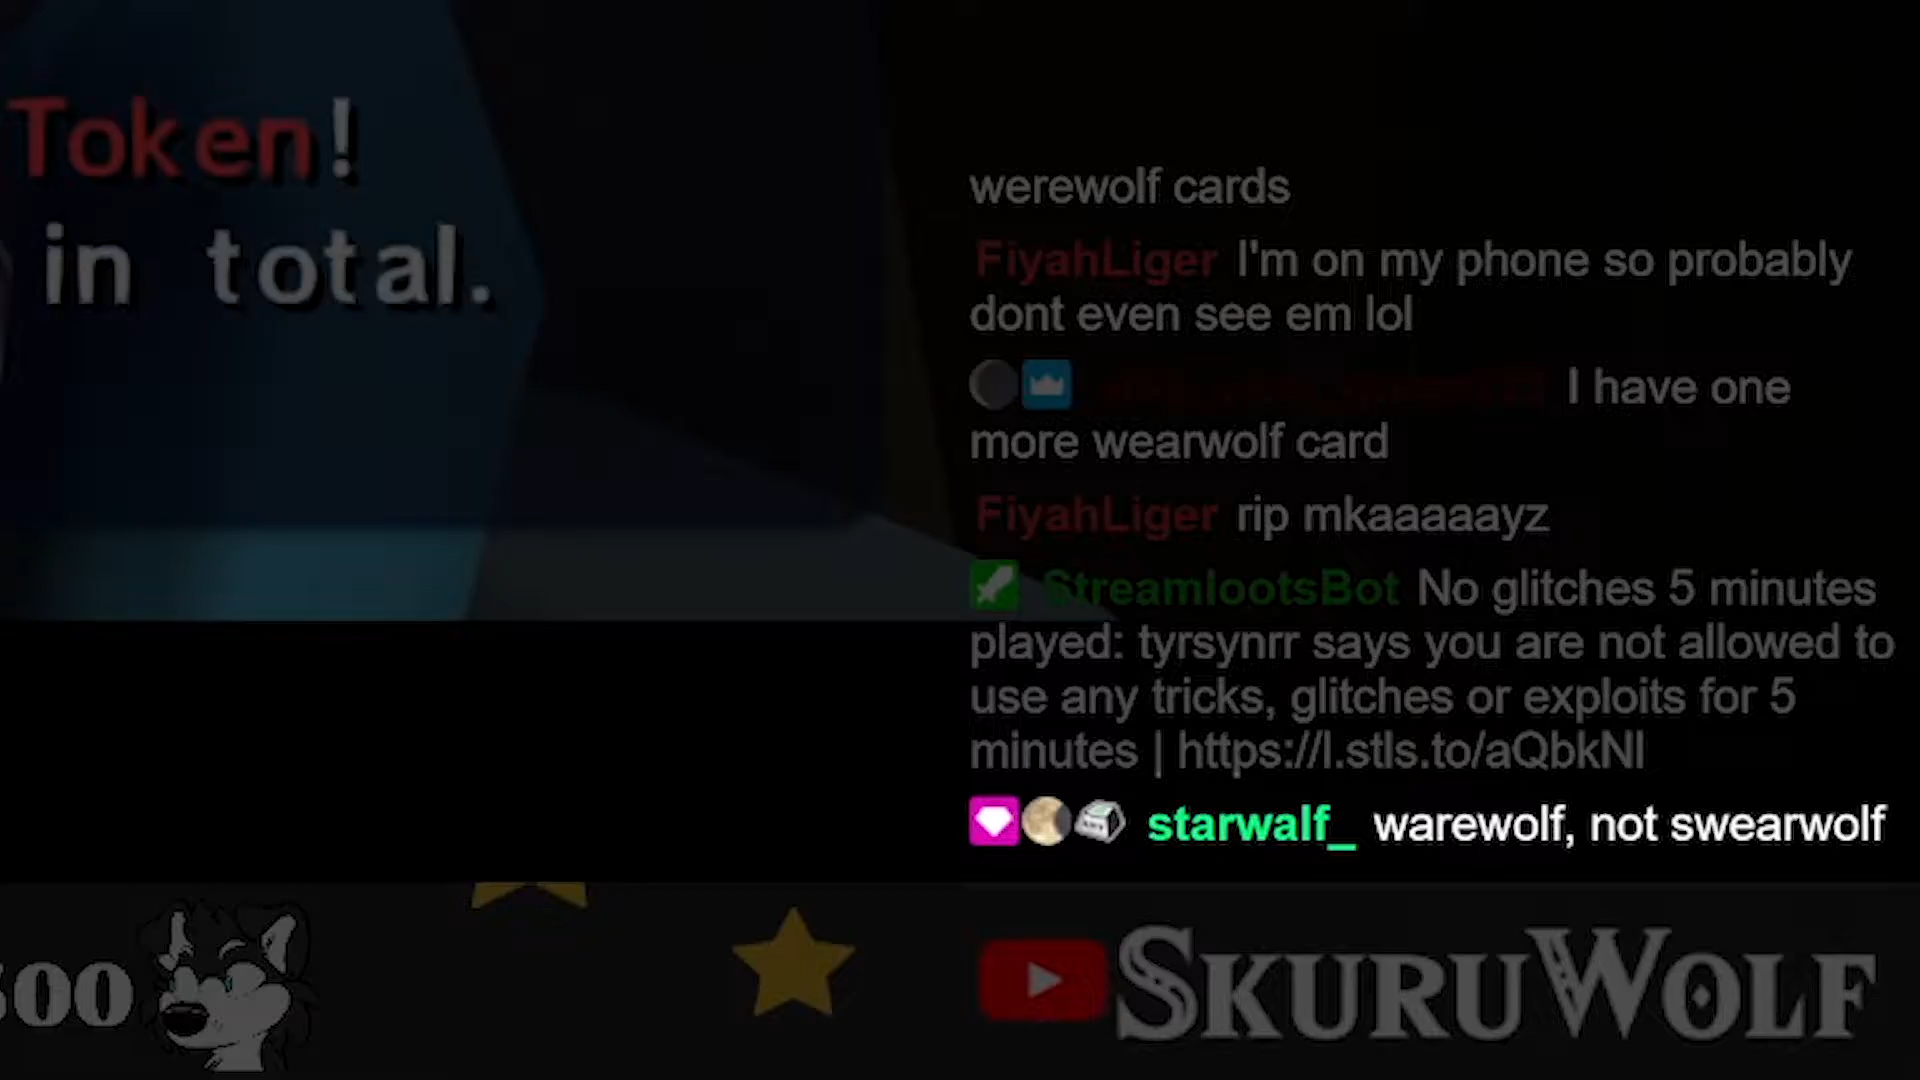 Token!
in total.
werewolf cards
FiyahLiger I'm on my phone so probably
dont even see em lol
I have one
more wearwolf card
FiyahLiger rip mkaaaaayz
StreamlootsBot No glitches 5 minutes
played: tyrsynrr says you are not allowed to
use any tricks, glitches or exploits for 5
minutes | https://l.stls.to/aQbkNl
starwalf_ warewolf, not swearwolf
00
SKURUWOLF